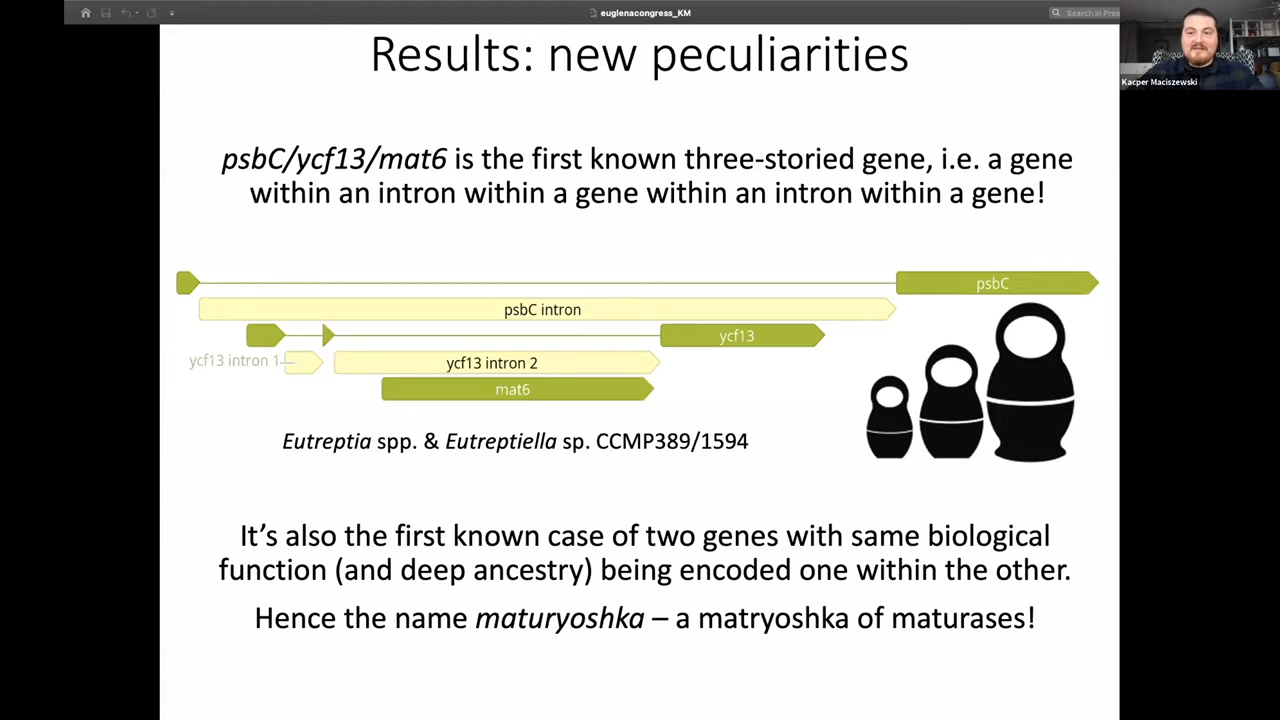 euglenacongress_KM
Search in Pres
Kacper Maciszewski
Results: new peculiarities
psbC/ycf13/mat6 is the first known three-storied gene, i.e. a gene
within an intron within a gene within an intron within a gene!
psbC
psbC intron
ycf13
ycf13 intron 1
ycf13 intron 2
mat6
Eutreptia spp. & Eutreptiella sp. CCMP389/1594
It’s also the first known case of two genes with same biological
function (and deep ancestry) being encoded one within the other.
Hence the name maturyoshka – a matryoshka of maturases!